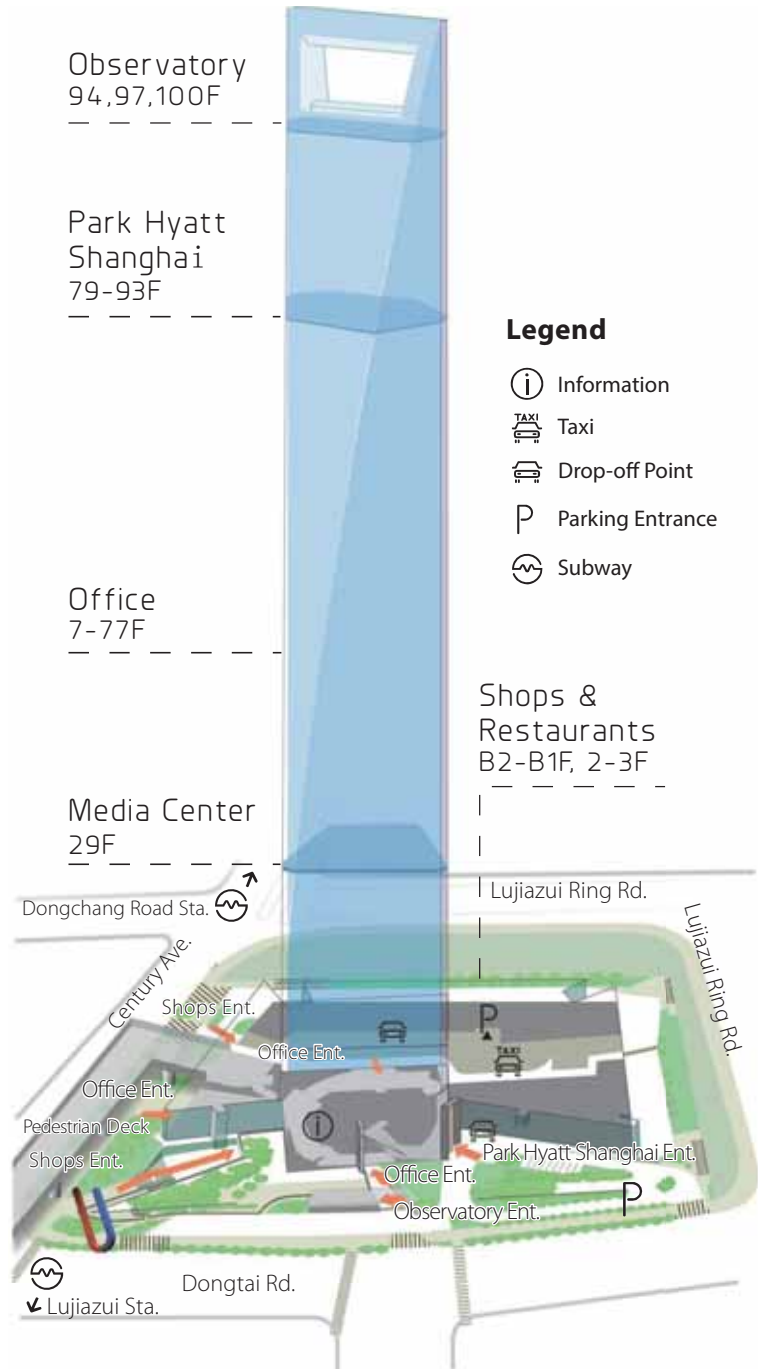 Observatory
94,97,100F
Park Hyatt
Shanghai
79-93F
Legend
Information
TAXI
Taxi
Drop-off Point
P
Parking Entrance
Subway
Office
7-77F
Shops &
Restaurants
B2-B1F, 2-3F
Media Center
29F
Lujiazui Ring Rd.
Dongchang Road Sta.
Lujiazui Ring Rd.
Century Ave.
Shops Ent.
P
Office Ent.
TAXI
Office Ent.
Pedestrian Deck
Shops Ent.
Park Hyatt Shanghai Ent.
Office Ent.
Observatory Ent.
P
Dongtai Rd.
Lujiazui Sta.